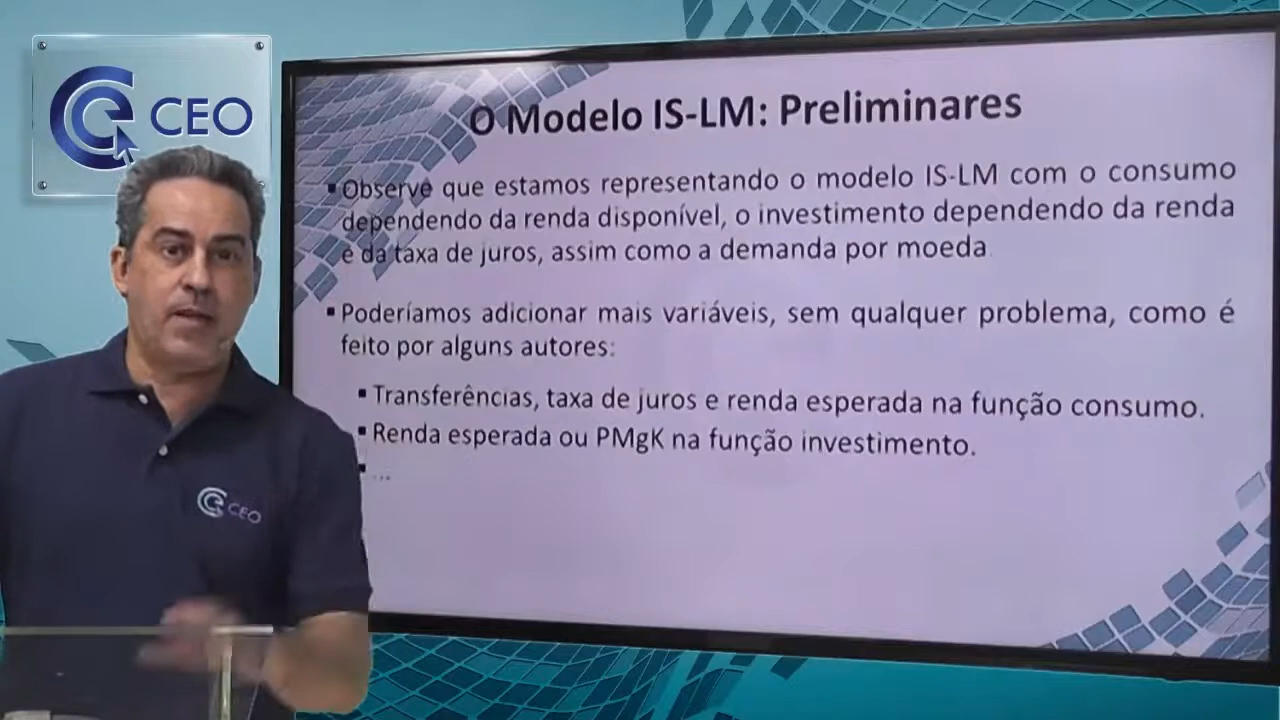 CEO
O Modelo IS-LM: Preliminares
▪Observe que estamos representando o modelo IS-LM com o consumo
dependendo da renda disponível, o investimento dependendo da renda
e da taxa de juros, assim como a demanda por moeda
▪Poderíamos adicionar mais variáveis, sem qualquer problema, como é
feito por alguns autores:
▪Transferências, taxa de juros e renda esperada na função consumo.
▪Renda esperada ou PMgK na função investimento.
▪...
CEO